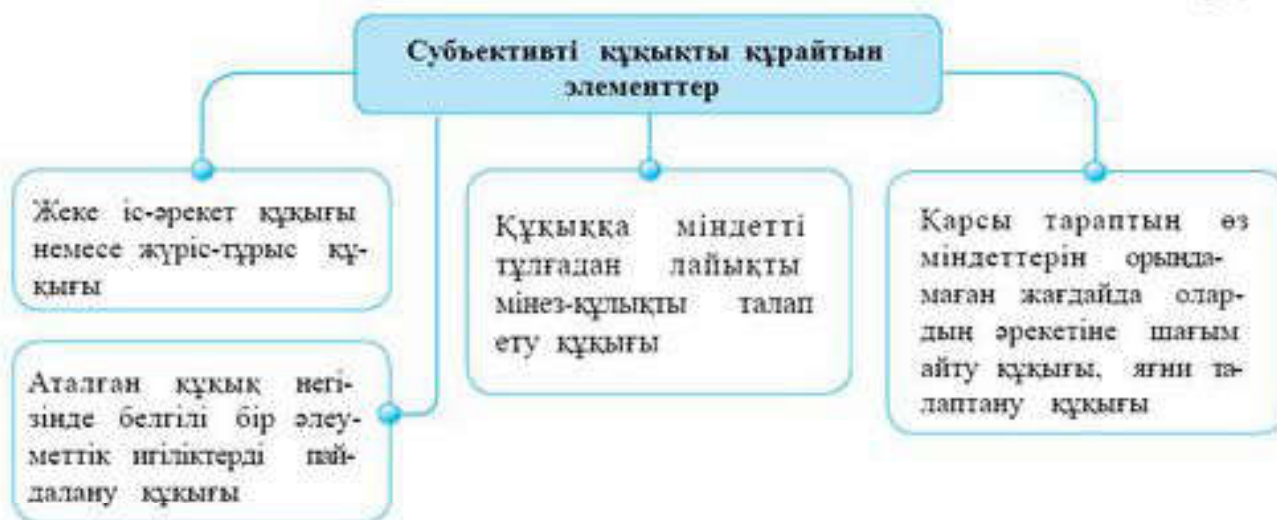 Субъективті құқықты құрайтын
элементтер
Жеке іс-әрекет құқығы
немесе жүріс-тұрыс құ-
қығы
Аталған құқық негі-
зінде белгілі бір әлеу-
меттік игіліктерді пай-
далану құқығы
Құқыққа міндетті
тұлғадан лайықты
мінез-құлықты талап
ету құқығы
Қарсы тараптың өз
міндеттерін орында-
маған жағдайда олар-
дың әрекетіне шағым
айту құқығы, яғни та-
лаптану құқығы